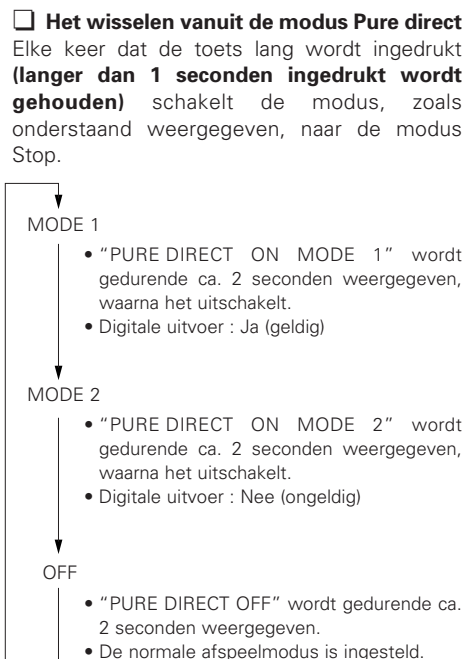 ❏ Het wisselen vanuit de modus Pure direct
Elke keer dat de toets lang wordt ingedrukt
(langer dan 1 seconden ingedrukt wordt
gehouden) schakelt de modus, zoals
onderstaand weergegeven, naar de modus
Stop.
MODE 1
• “PURE DIRECT ON MODE 1” wordt
gedurende ca. 2 seconden weergegeven,
waarna het uitschakelt.
• Digitale uitvoer : Ja (geldig)
MODE 2
• “PURE DIRECT ON MODE 2” wordt
gedurende ca. 2 seconden weergegeven,
waarna het uitschakelt.
• Digitale uitvoer : Nee (ongeldig)
OFF
• “PURE DIRECT OFF” wordt gedurende ca.
2 seconden weergegeven.
• De normale afspeelmodus is ingesteld.